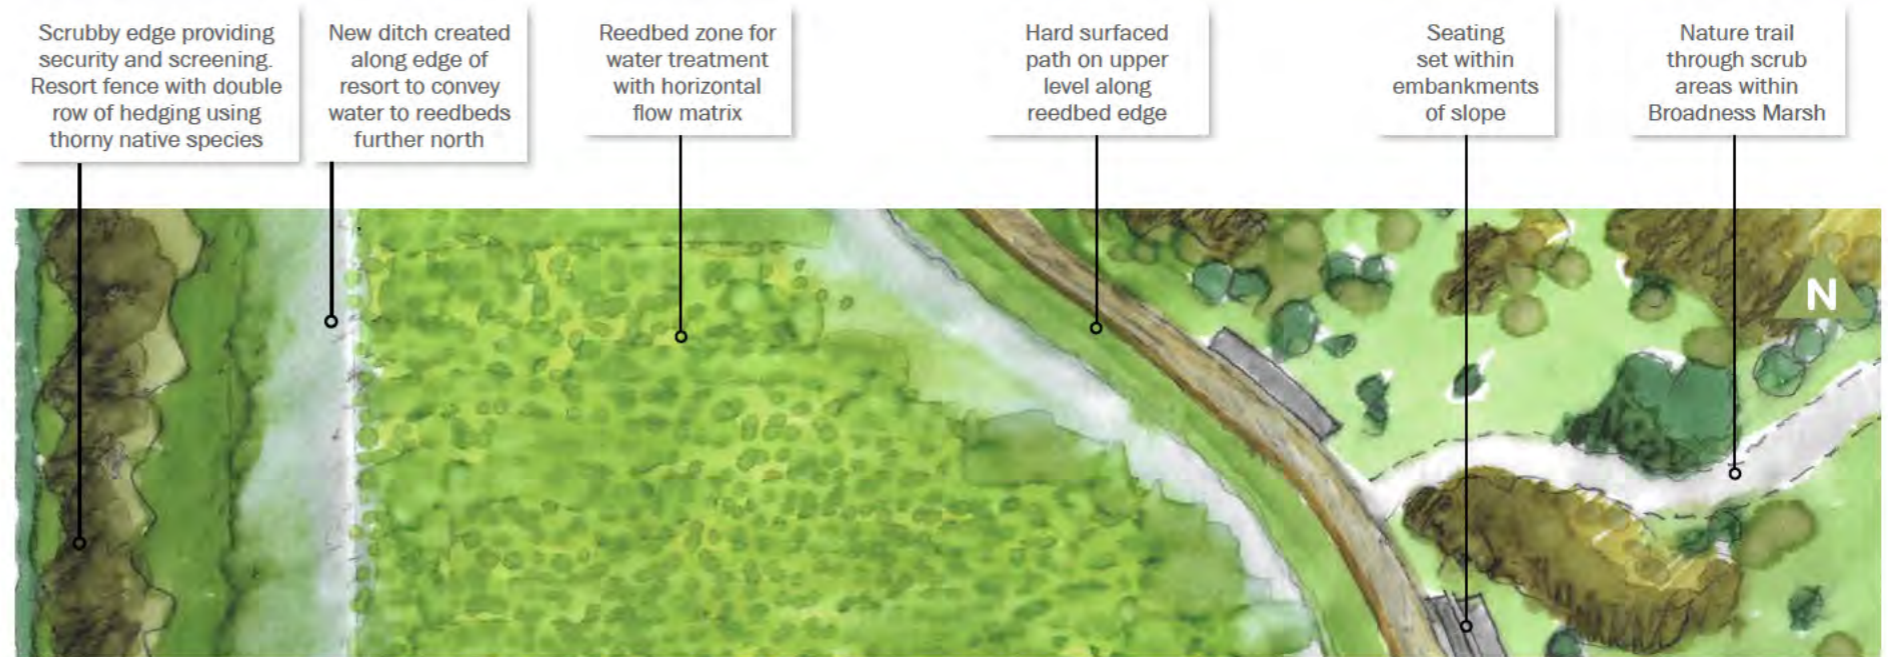 Scrubby edge providing
security and screening.
Resort fence with double
row of hedging using
thorny native species
New ditch created
along edge of
resort to convey
water to reedbeds
further north
Reedbed zone for
water treatment
with horizontal
flow matrix
Hard surfaced
path on upper
level along
reedbed edge
Seating
set within
embankments
of slope
Nature trail
through scrub
areas within
Broadness Marsh
N